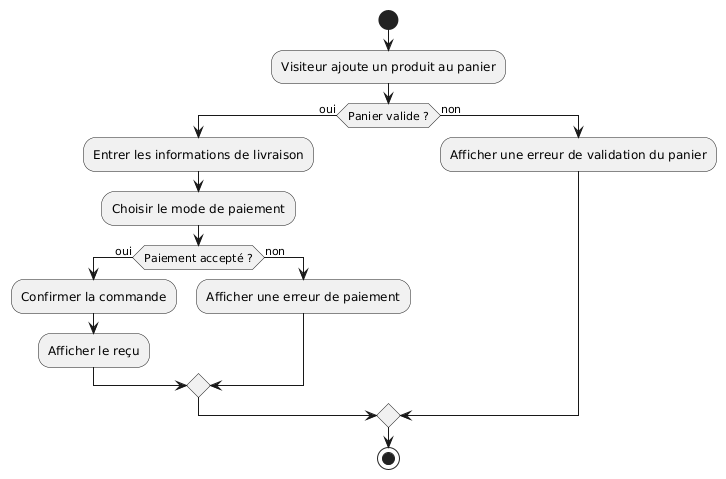 Visiteur ajoute un produit au panier
oui
Panier valide ?
non
Entrer les informations de livraison
Afficher une erreur de validation du panier
Choisir le mode de paiement
oui
Paiement accepté ?
non
Confirmer la commande
Afficher une erreur de paiement
Afficher le reçu